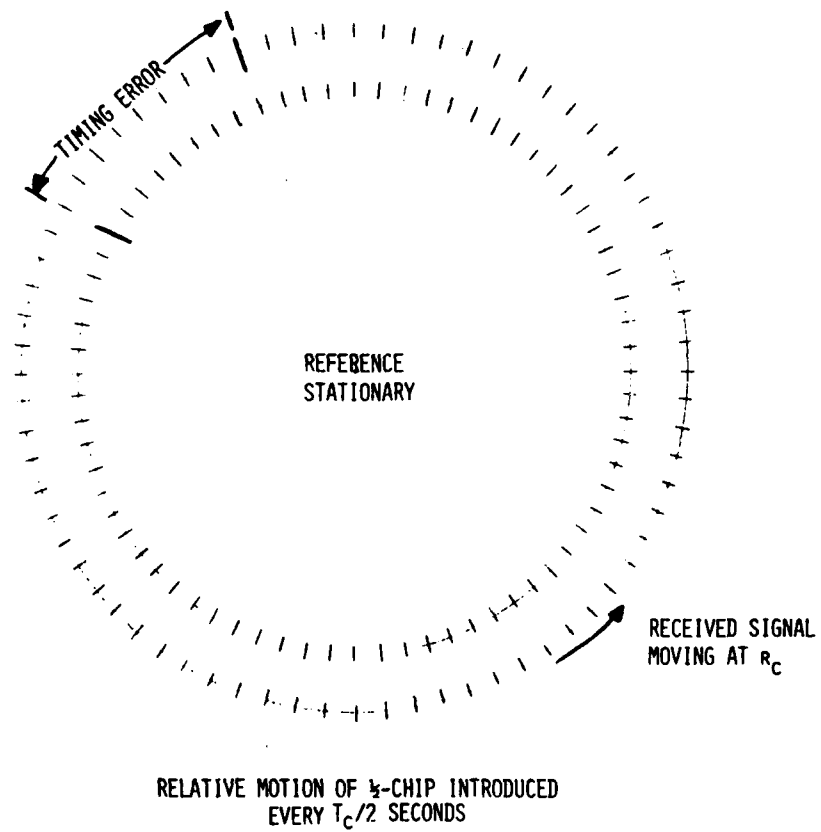 TIMING ERROR
REFERENCE
STATIONARY
RECEIVED SIGNAL
MOVING AT R_C
RELATIVE MOTION OF ½-CHIP INTRODUCED
EVERY T_C/2 SECONDS